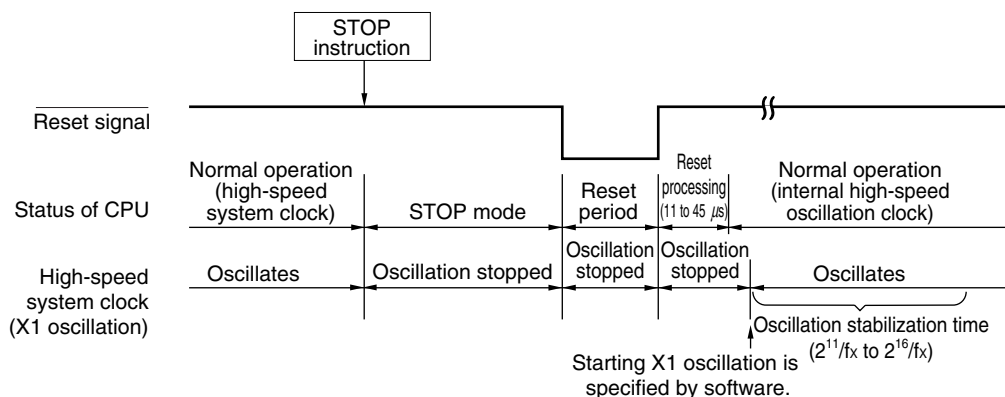 STOP
instruction
Reset signal
Status of CPU
Normal operation
(high-speed
system clock)
STOP mode
Reset
period
Reset
processing
(11 to 45 μs)
Normal operation
(internal high-speed
oscillation clock)
High-speed
system clock
(X1 oscillation)
Oscillates
Oscillation stopped
Oscillation
stopped
Oscillation
stopped
Oscillates
Oscillation stabilization time
(2¹¹/fx to 2¹⁶/fx)
Starting X1 oscillation is
specified by software.